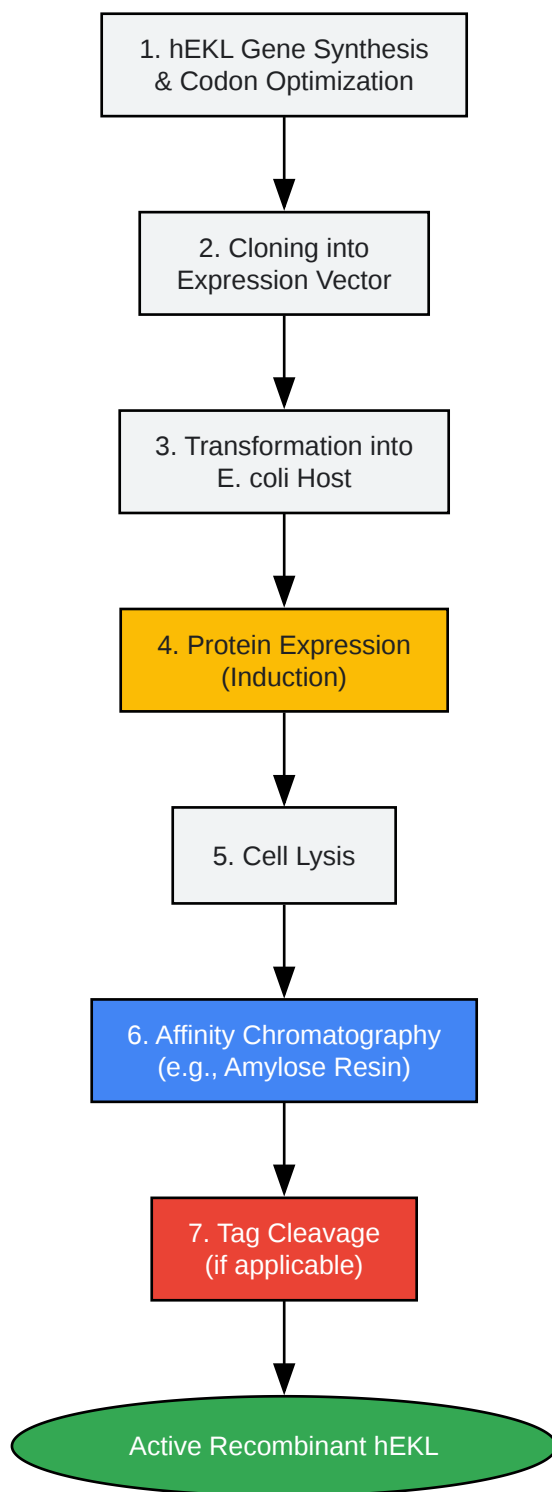 1. hEKL Gene Synthesis
& Codon Optimization
2. Cloning into
Expression Vector
3. Transformation into
E. coli Host
4. Protein Expression
(Induction)
5. Cell Lysis
6. Affinity Chromatography
(e.g., Amylose Resin)
7. Tag Cleavage
(if applicable)
Active Recombinant hEKL